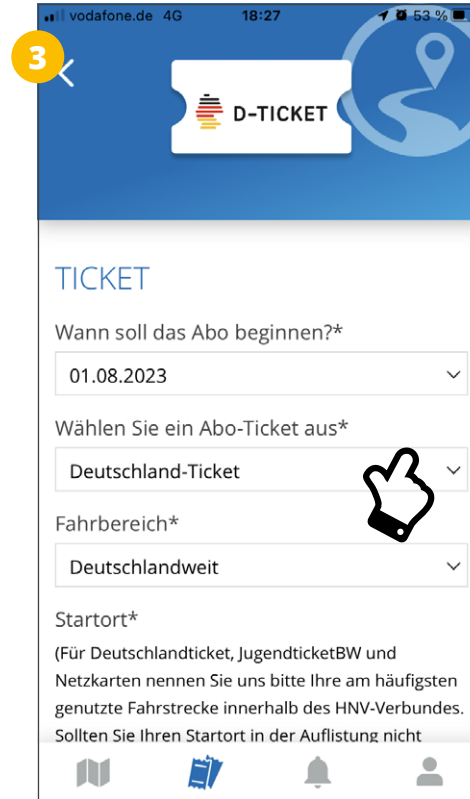 vodafone.de 4G 18:27 53 %
3
D-TICKET
TICKET
Wann soll das Abo beginnen?*
01.08.2023
Wählen Sie ein Abo-Ticket aus*
Deutschland-Ticket
Fahrbereich*
Deutschlandweit
Startort*
(Für Deutschlandticket, JugendticketBW und
Netzkarten nennen Sie uns bitte Ihre am häufigsten
genutzte Fahrstrecke innerhalb des HNV-Verbundes.
Sollten Sie Ihren Startort in der Auflistung nicht